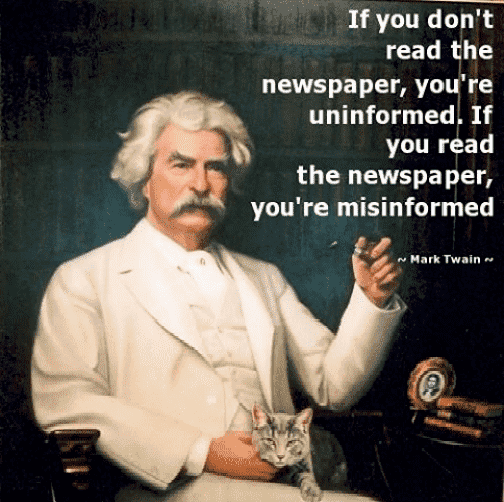 If you don't
read the
newspaper, you're
uninformed. If
you read
the newspaper,
you're misinformed
~ Mark Twain ~